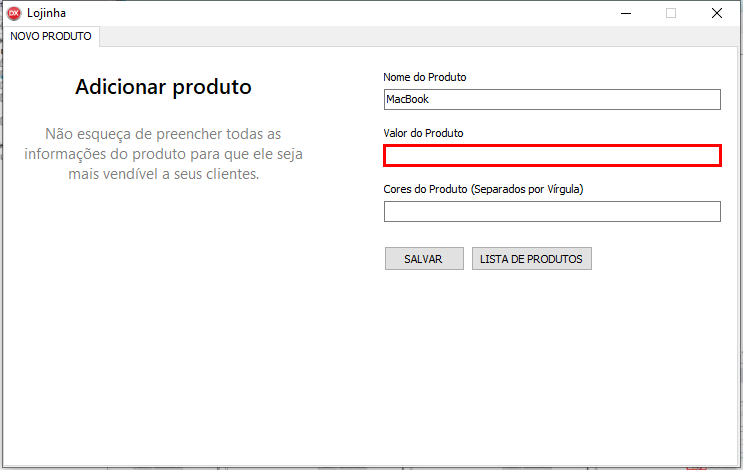 DX Lojinha
NOVO PRODUTO
Adicionar produto
Não esqueça de preencher todas as
informações do produto para que ele seja
mais vendível a seus clientes.
Nome do Produto
MacBook
Valor do Produto
Cores do Produto (Separados por Vírgula)
SALVAR LISTA DE PRODUTOS